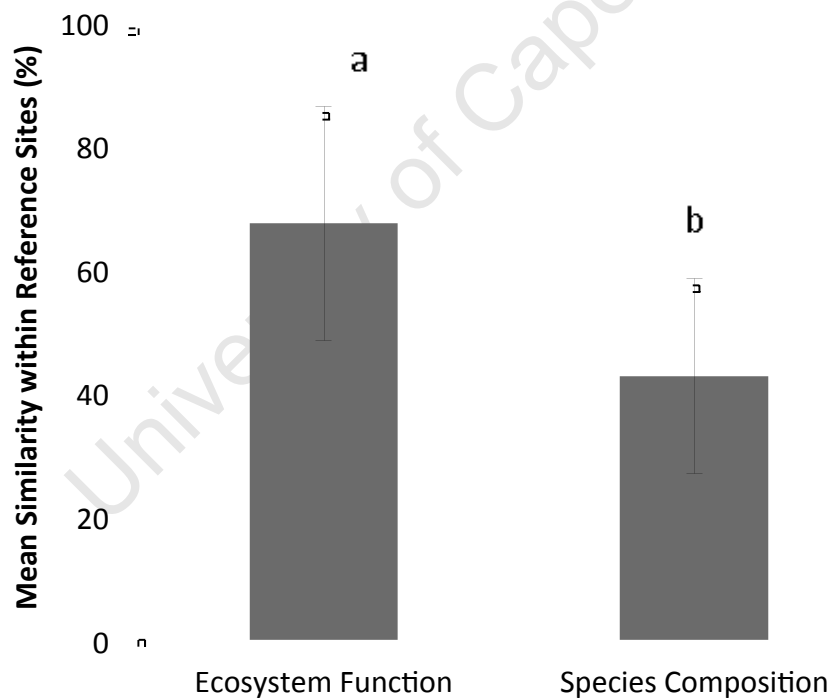 Mean Similarity within Reference Sites (%)
100
80
60
40
20
0
a
b
University of Cape
Ecosystem Function
Species Composition